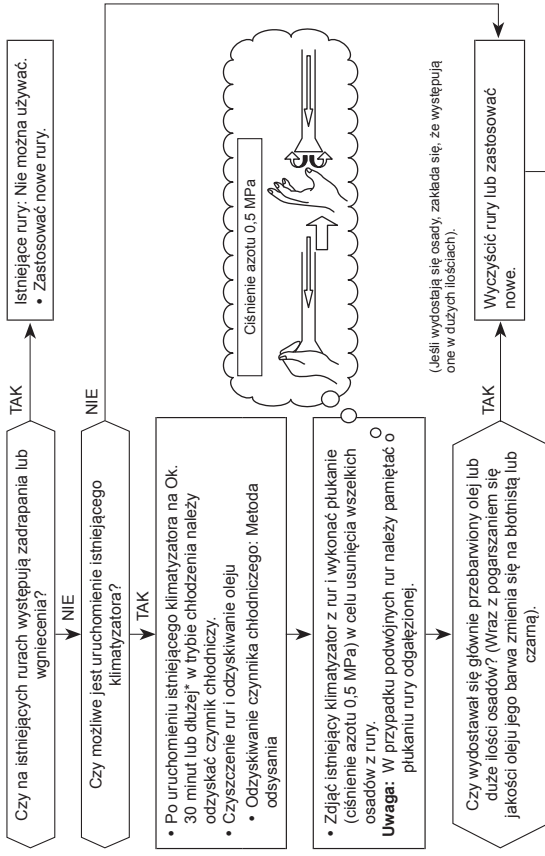 Czy na istniejących rurach występują zadrapania lub
wgniecenia?
TAK
Istniejące rury: Nie można używać.
• Zastosować nowe rury.
NIE
Czy możliwe jest uruchomienie istniejącego
klimatyzatora?
NIE
TAK
• Po uruchomieniu istniejącego klimatyzatora na Ok.
30 minut lub dłużej* w trybie chłodzenia należy
odzyskać czynnik chłodniczy.
• Czyszczenie rur i odzyskiwanie oleju
• Odzyskiwanie czynnika chłodniczego: Metoda
odsysania
Ciśnienie azotu 0,5 MPa
• Zdjąć istniejący klimatyzator z rur i wykonać płukanie
(ciśnienie azotu 0,5 MPa) w celu usunięcia wszelkich
osadów z rury.
Uwaga: W przypadku podwójnych rur należy pamiętać o
płukaniu rury odgałęzionej.
Czy wydostawał się głównie przebarwiony olej lub
duże ilości osadów? (Wraz z pogarszaniem się
jakości oleju jego barwa zmienia się na błotnistą lub
czarną).
TAK
(Jeśli wydostają się osady, zakłada się, że występują
one w dużych ilościach).
Wyczyścić rury lub zastosować
nowe.